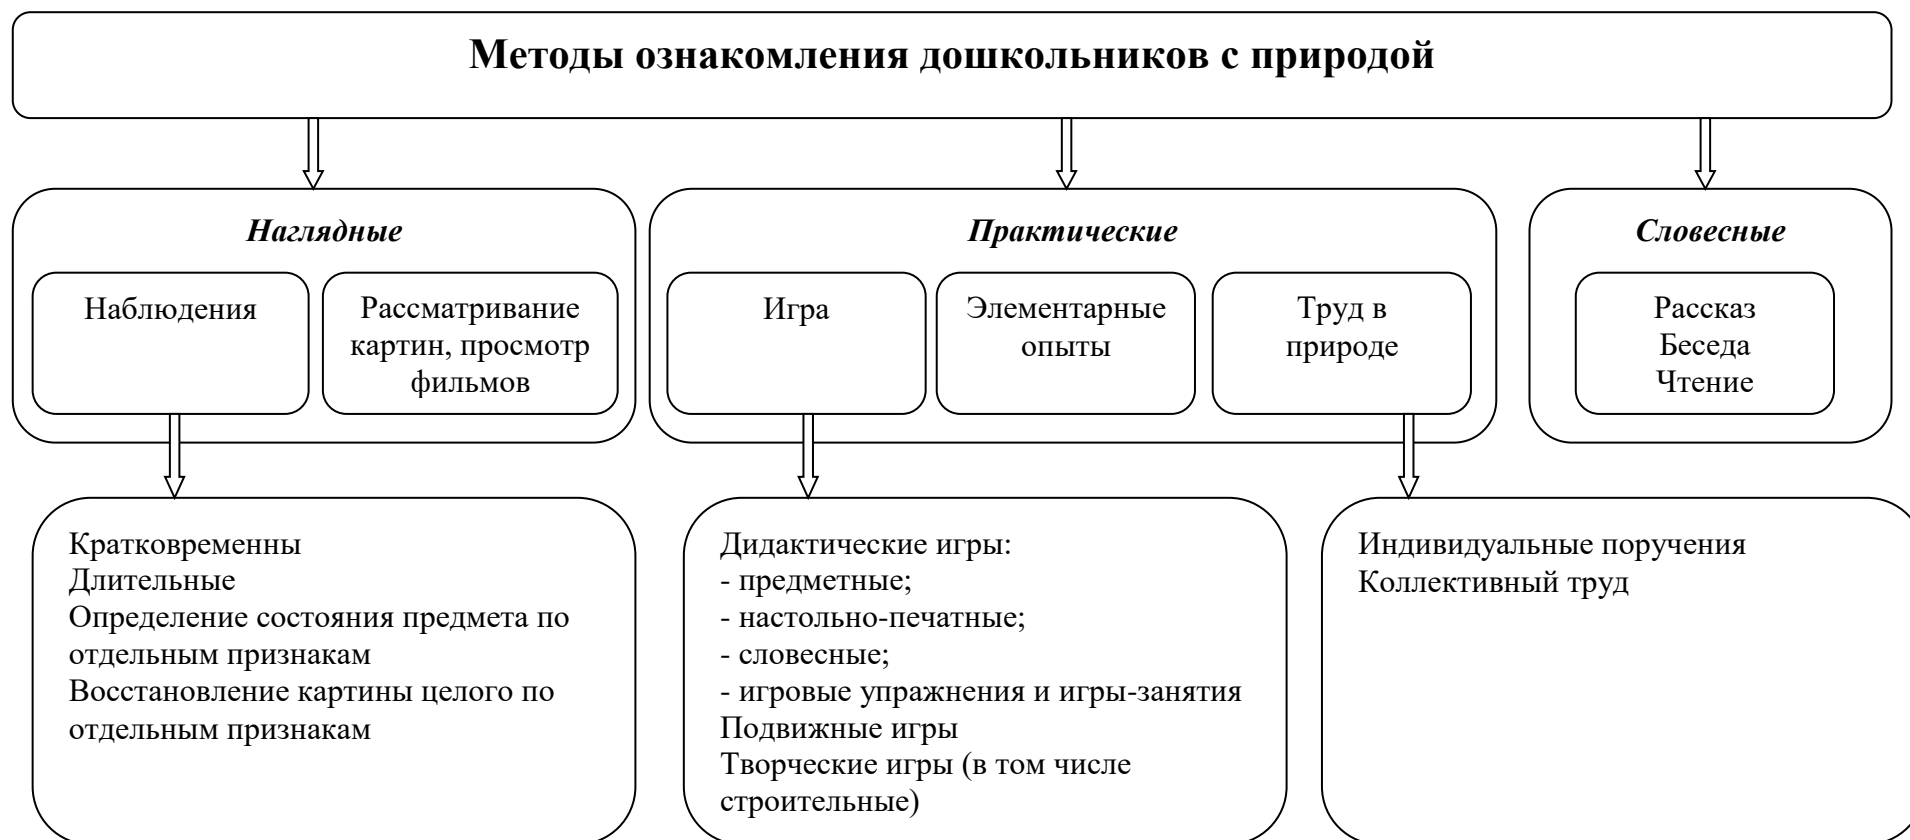 Методы ознакомления дошкольников с природой
Наглядные
Наблюдения
Рассматривание
картин, просмотр
фильмов
Практические
Игра
Элементарные
опыты
Труд в
природе
Словесные
Рассказ
Беседа
Чтение
Кратковременны
Длительные
Определение состояния предмета по
отдельным признакам
Восстановление картины целого по
отдельным признакам
Дидактические игры:
- предметные;
- настольно-печатные;
- словесные;
- игровые упражнения и игры-занятия
Подвижные игры
Творческие игры (в том числе
строительные)
Индивидуальные поручения
Коллективный труд